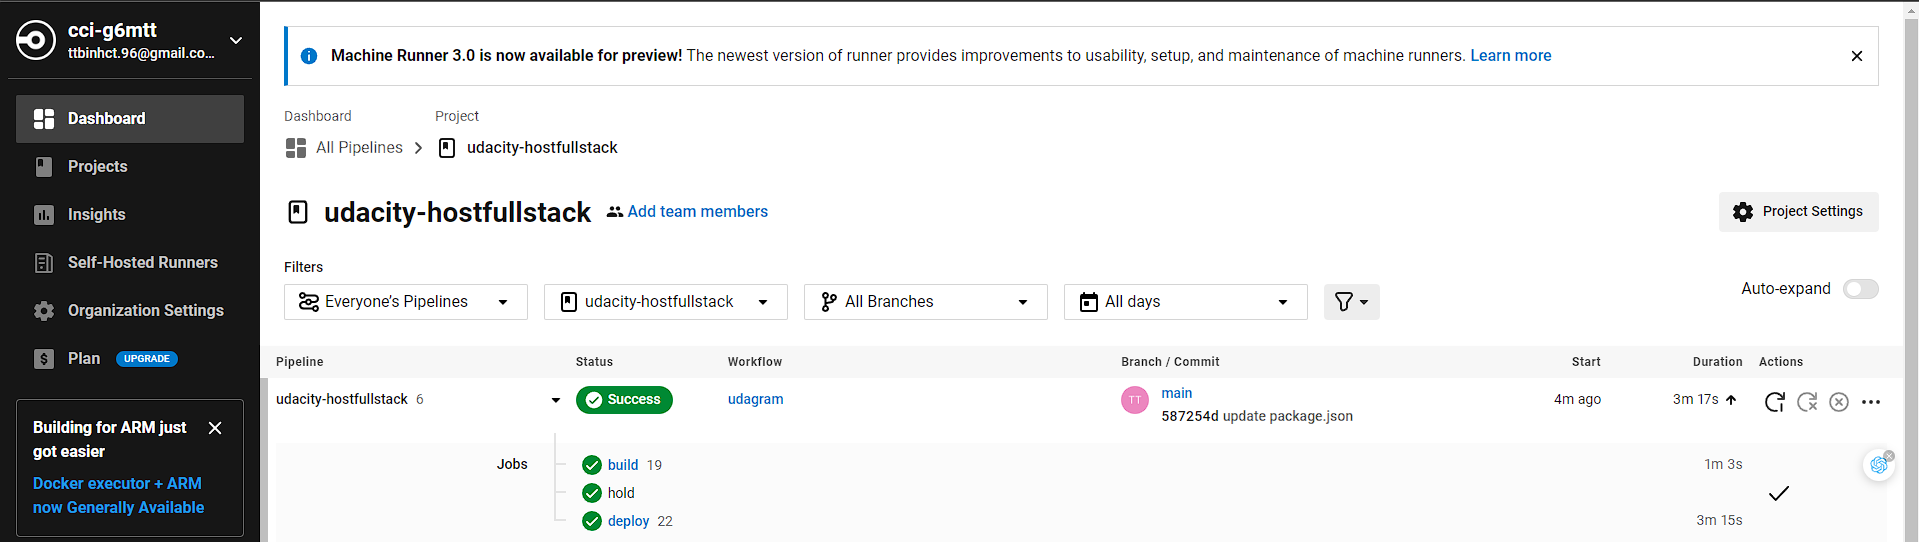 cci-g6mtt
ttbinhct.96@gmail.co...
Dashboard
Projects
Insights
Self-Hosted Runners
Organization Settings
Plan UPGRADE
Building for ARM just
got easier
Docker executor + ARM
now Generally Available
Machine Runner 3.0 is now available for preview! The newest version of runner provides improvements to usability, setup, and maintenance of machine runners. Learn more
Dashboard Project
All Pipelines udacity-hostfullstack
udacity-hostfullstack Add team members
Project Settings
Filters
Everyone's Pipelines udacity-hostfullstack All Branches All days
Auto-expand
Pipeline Status Workflow Branch / Commit Start Duration Actions
udacity-hostfullstack 6 Success udagram TT main 4m ago 3m 17s
587254d update package.json
Jobs build 19 1m 3s
hold
deploy 22 3m 15s